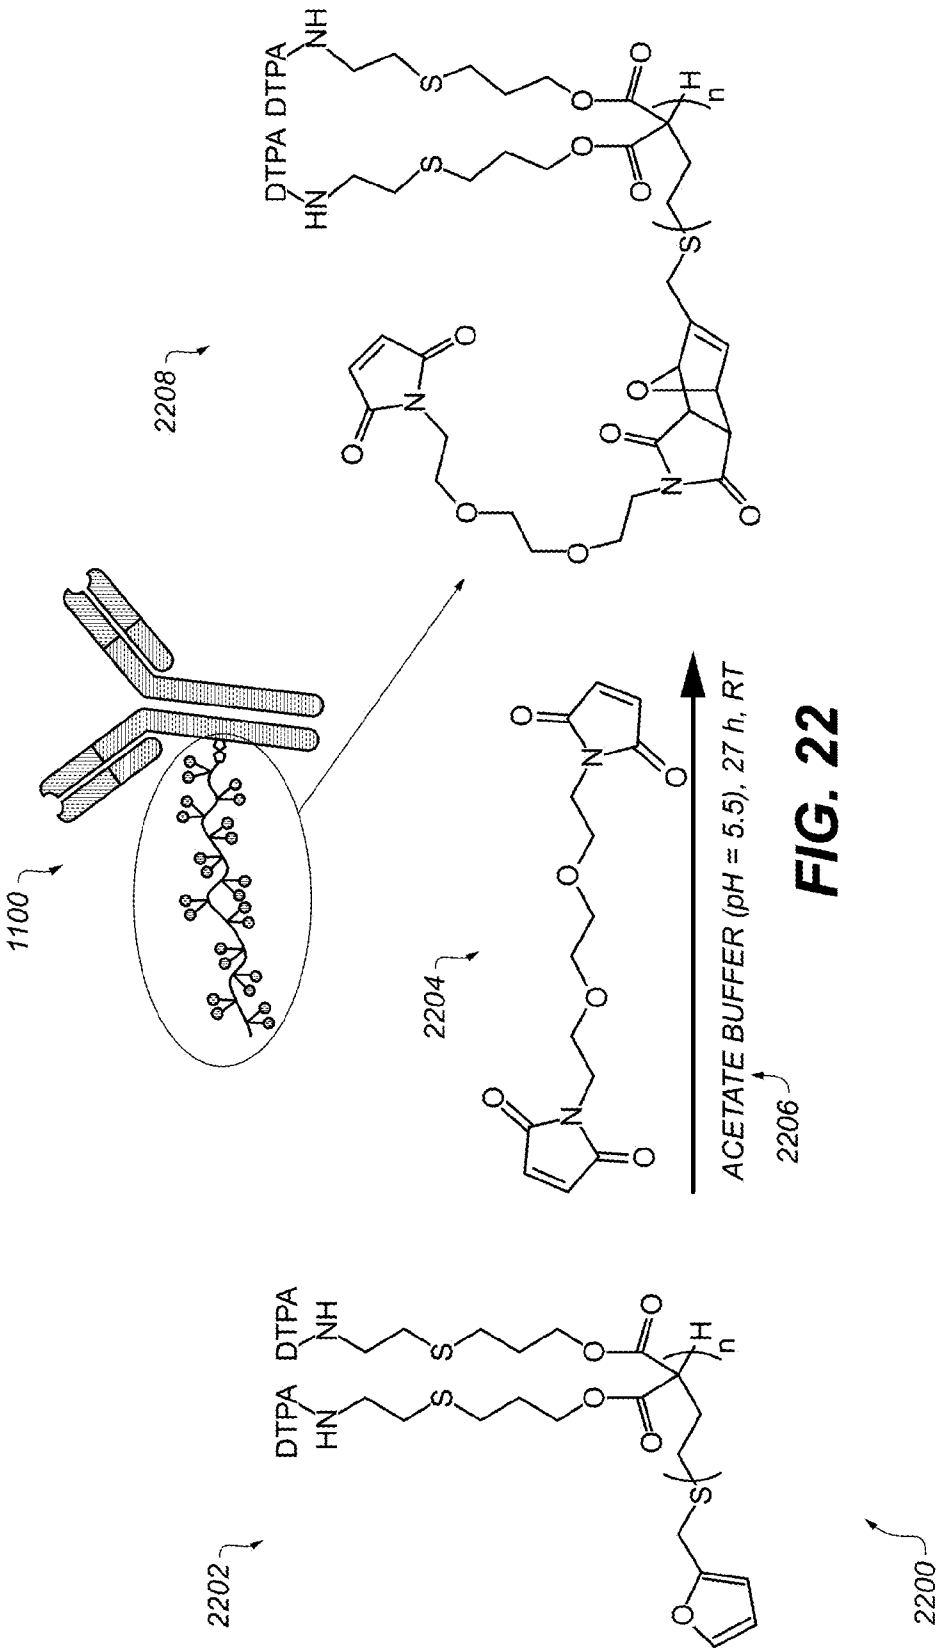 1100
2202
2204
2208
DTPA DTPA
HN NH
S S
O O
O O
H
n
S
O
2200
O O
N O O N
O O
ACETATE BUFFER (pH = 5.5), 27 h, RT
2206
DTPA DTPA
HN NH
S S
O O
O O
H
n
S
O O
N
O
O
O O
N
O
FIG. 22